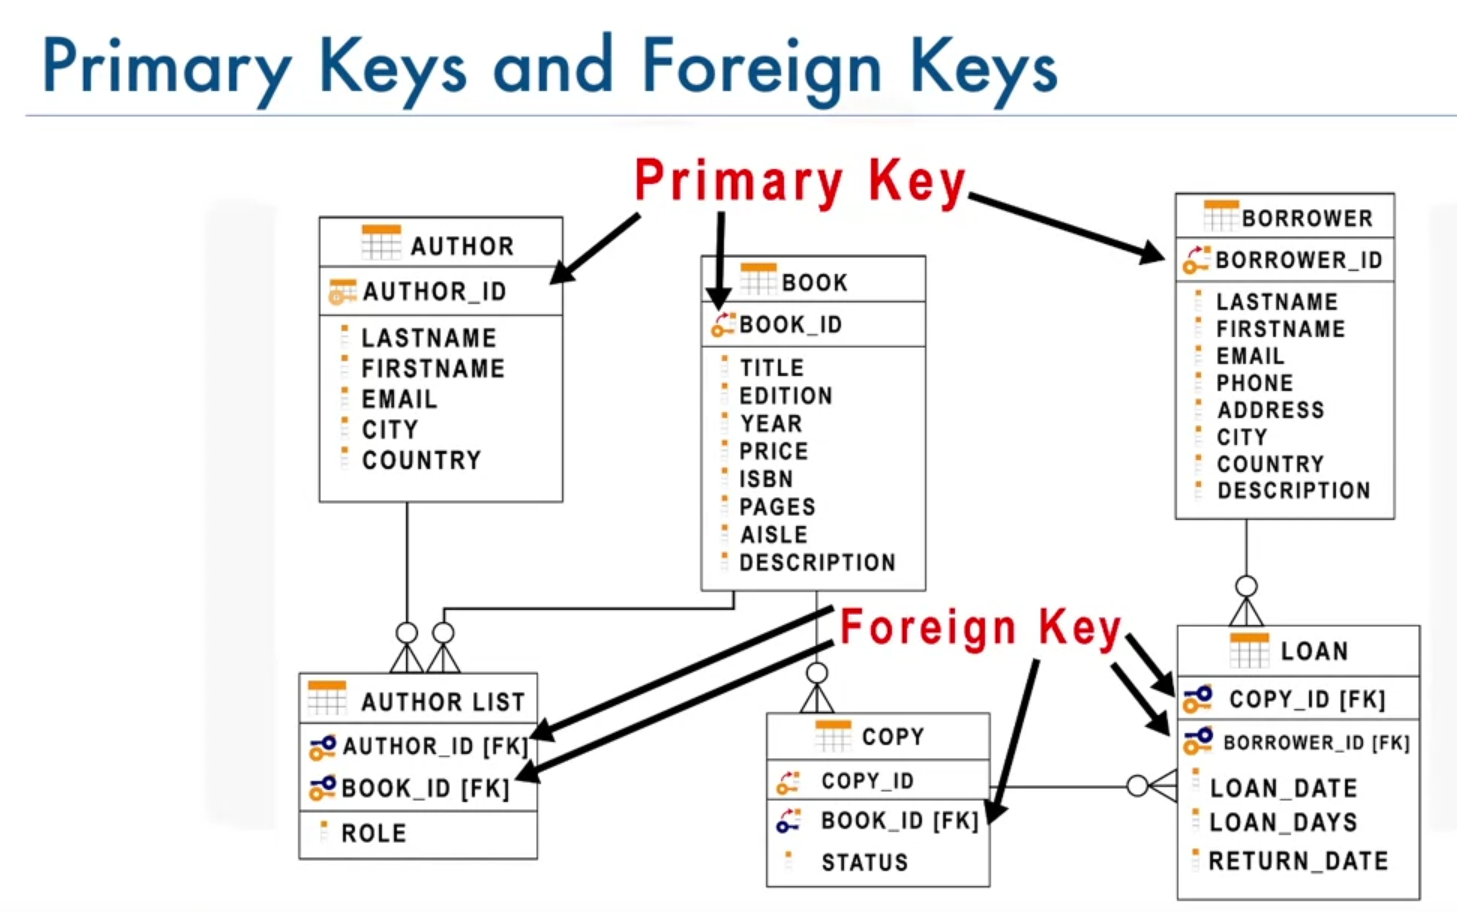 Primary Keys and Foreign Keys
Primary Key
AUTHOR
AUTHOR_ID
LASTNAME
FIRSTNAME
EMAIL
CITY
COUNTRY
BOOK
BOOK_ID
TITLE
EDITION
YEAR
PRICE
ISBN
PAGES
AISLE
DESCRIPTION
BORROWER
BORROWER_ID
LASTNAME
FIRSTNAME
EMAIL
PHONE
ADDRESS
CITY
COUNTRY
DESCRIPTION
Foreign Key
AUTHOR LIST
AUTHOR_ID [FK]
BOOK_ID [FK]
ROLE
COPY
COPY_ID
BOOK_ID [FK]
STATUS
LOAN
COPY_ID [FK]
BORROWER_ID [FK]
LOAN_DATE
LOAN_DAYS
RETURN_DATE